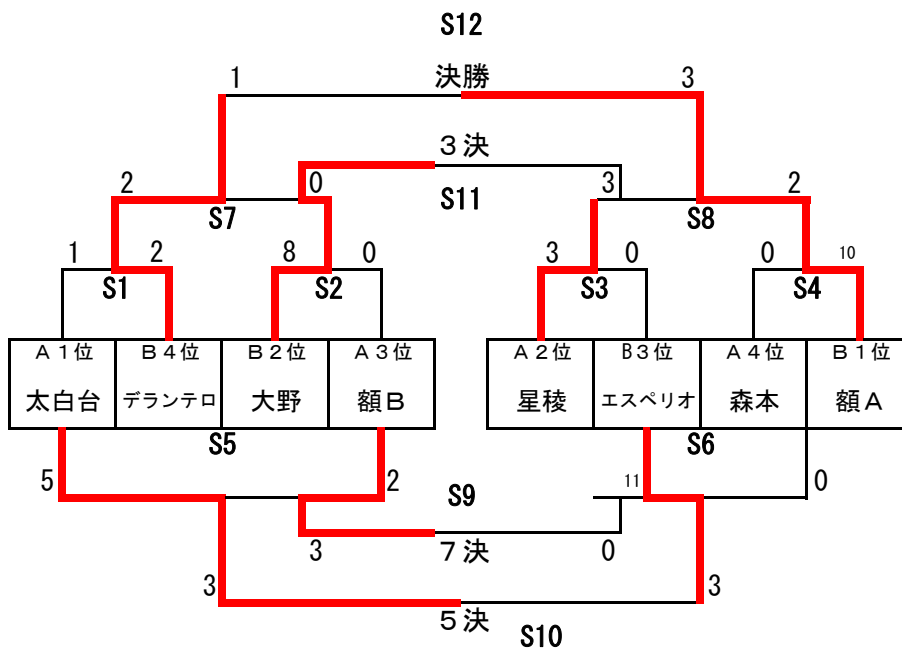 S12
1 決勝 3
3決
2 0 S11 3 2
S7 S8
1 2 8 0 3 0 0 10
S1 S2 S3 S4
A1位 B4位 B2位 A3位 A2位 B3位 A4位 B1位
太白台 デランテロ 大野 額B 星稜 エスペリオ 森本 額A
S5 S6
5 2 S9 11 0
3 7決 0
3 3
5決 S10